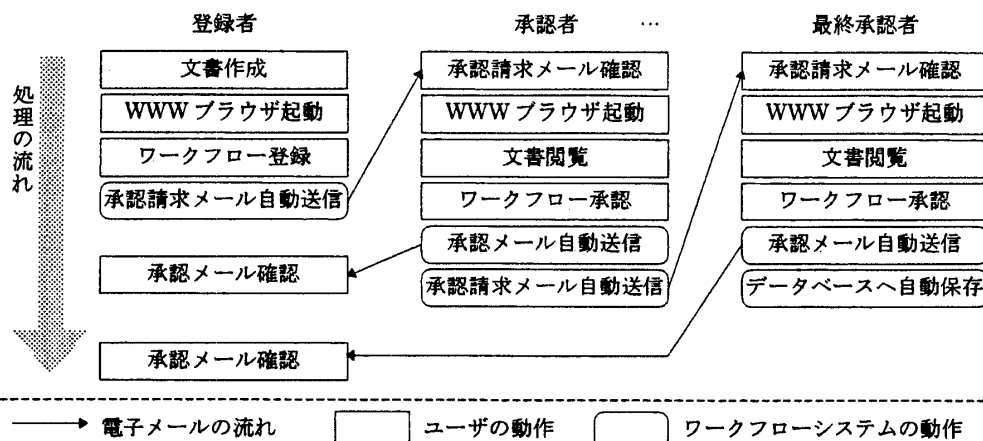 登録者
承認者 …
最終承認者
処理の流れ
文書作成
WWW ブラウザ起動
ワークフロー登録
承認請求メール自動送信
承認メール確認
承認メール確認
承認請求メール確認
WWW ブラウザ起動
文書閲覧
ワークフロー承認
承認メール自動送信
承認請求メール自動送信
承認請求メール確認
WWW ブラウザ起動
文書閲覧
ワークフロー承認
承認メール自動送信
データベースへ自動保存
電子メールの流れ
ユーザの動作
ワークフローシステムの動作